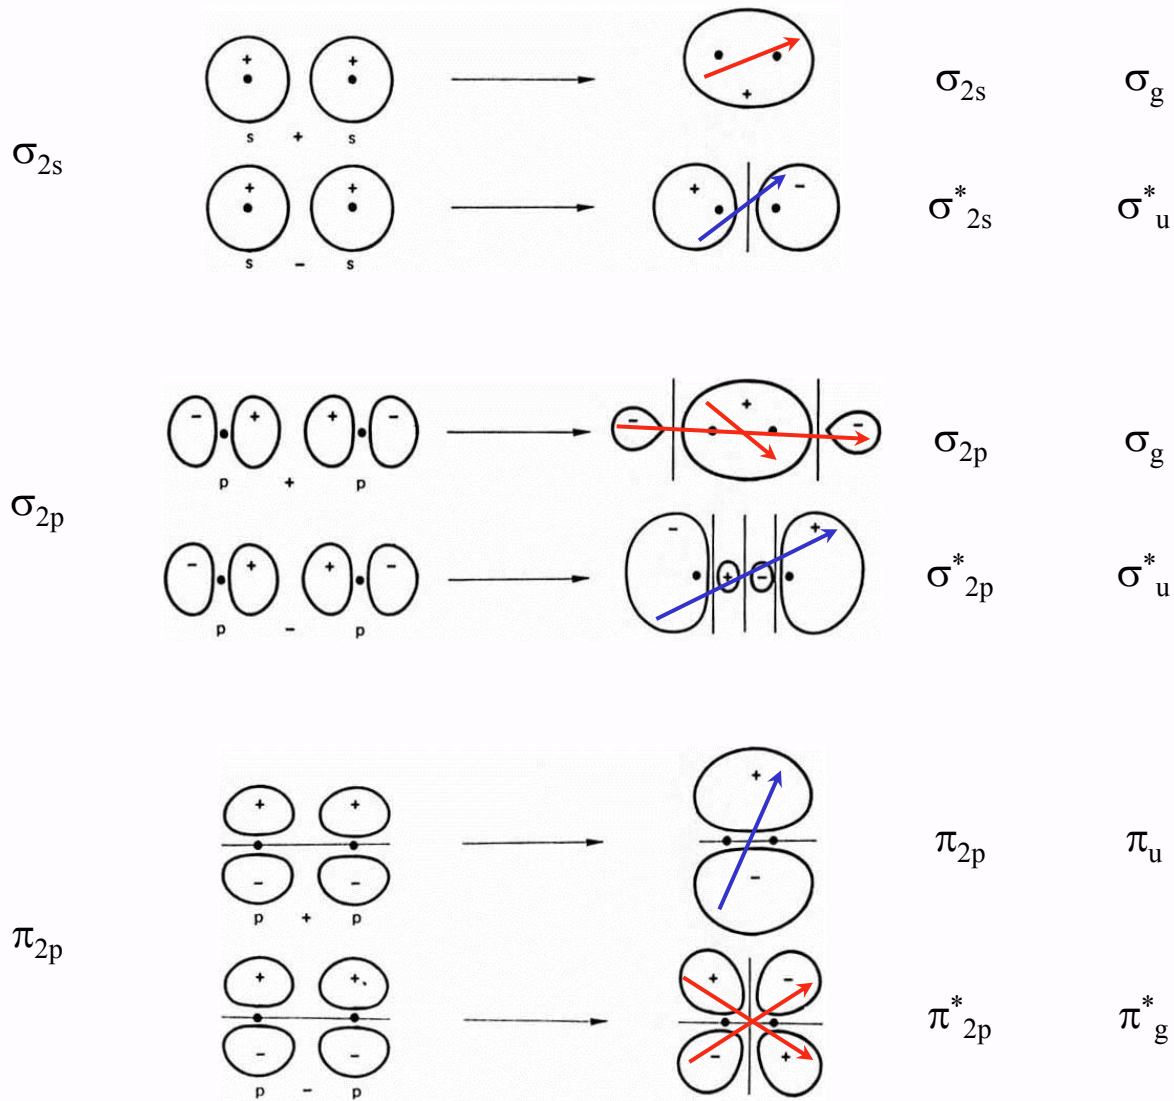 + + + σ2s σg
s + s
σ2s
+ + + - σ*2s σ*u
s - s
- + + - - + - σ2p σg
p + p
σ2p
- + + - - + - + σ*2p σ*u
p - p
+ + + π2p πu
- - -
p + p
π2p
+ + + - π*2p π*g
- - - +
p - p